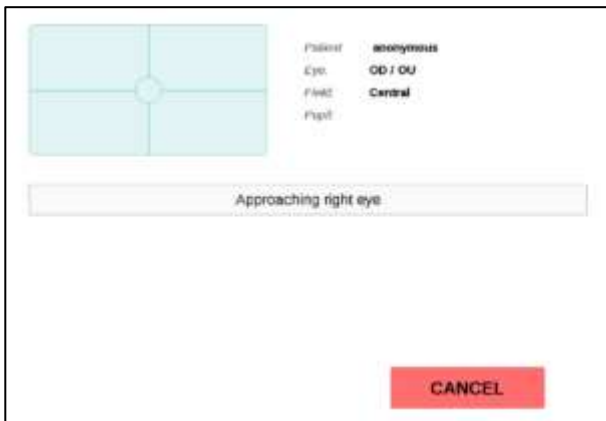 Patient: anonymous
Eye: OD / OU
Field: Central
Pupil:
Approaching right eye
CANCEL